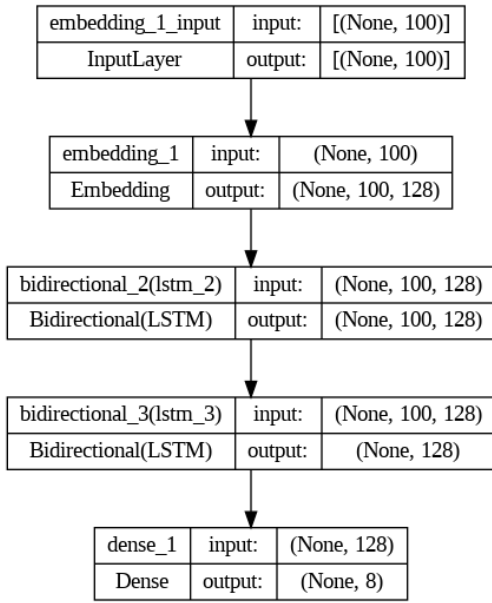 embedding_1_input input: [(None, 100)]
InputLayer output: [(None, 100)]
embedding_1 input: (None, 100)
Embedding output: (None, 100, 128)
bidirectional_2(lstm_2) input: (None, 100, 128)
Bidirectional(LSTM) output: (None, 100, 128)
bidirectional_3(lstm_3) input: (None, 100, 128)
Bidirectional(LSTM) output: (None, 128)
dense_1 input: (None, 128)
Dense output: (None, 8)